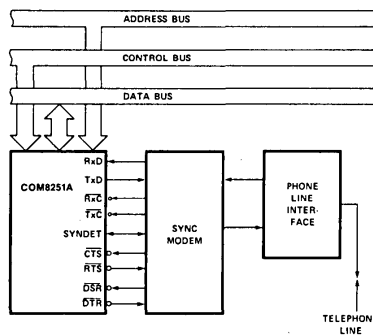 ADDRESS BUS
CONTROL BUS
DATA BUS
COM8251A
RxD
TxD
RxC
TxC
SYNDET
CTS
RTS
DSR
DTR
SYNC
MODEM
PHONE
LINE
INTER-
FACE
TELEPHONE
LINE